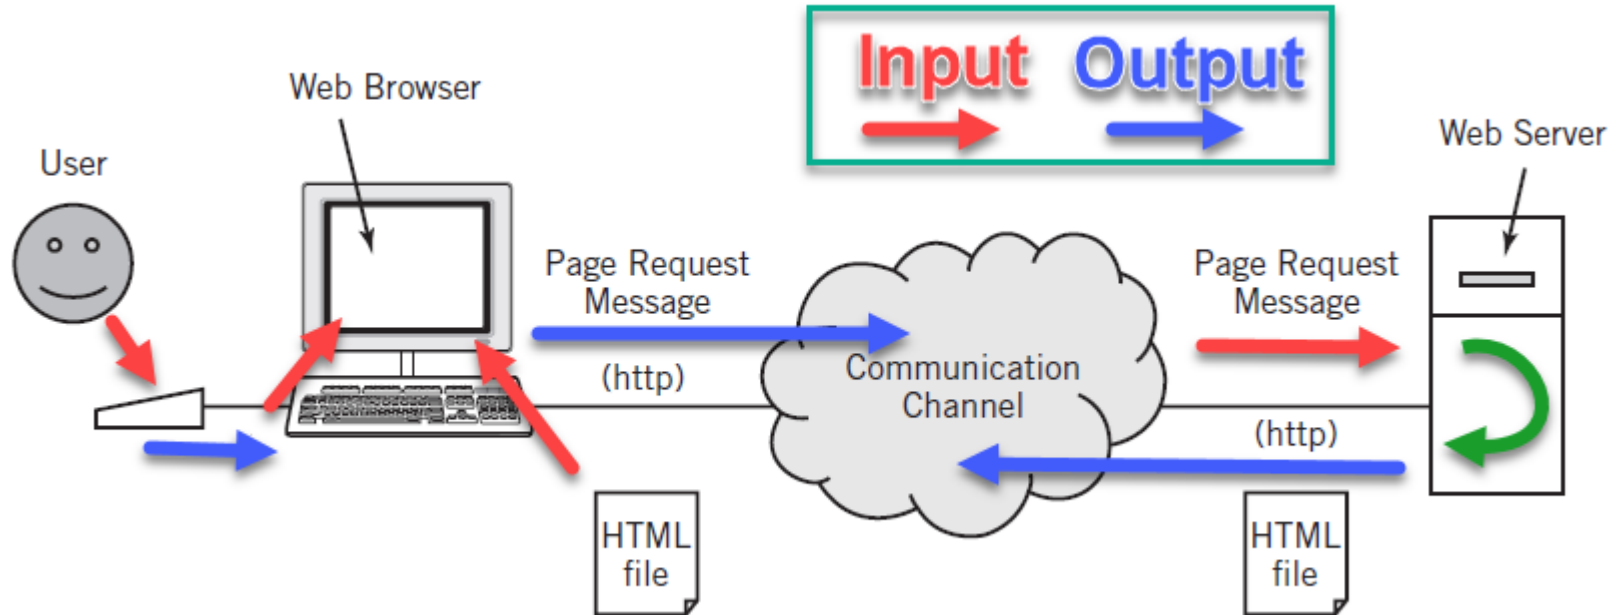 Input Output
Web Browser
Web Server
User
Page Request
Message
Page Request
Message
(http)
Communication
Channel
(http)
HTML
file
HTML
file